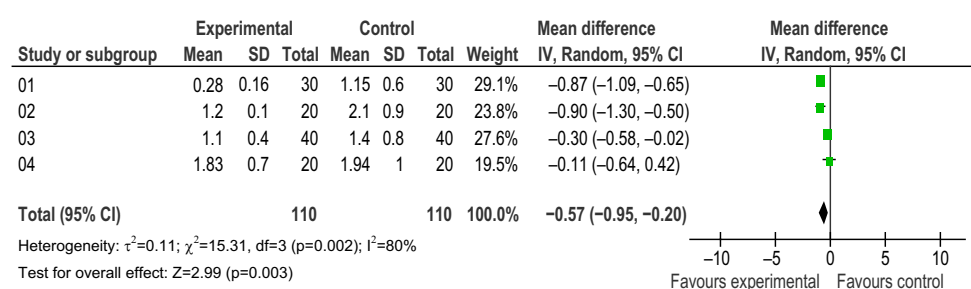 Experimental Control Mean difference Mean difference
Study or subgroup Mean SD Total Mean SD Total Weight IV, Random, 95% CI IV, Random, 95% CI
01 0.28 0.16 30 1.15 0.6 30 29.1% –0.87 (–1.09, –0.65)
02 1.2 0.1 20 2.1 0.9 20 23.8% –0.90 (–1.30, –0.50)
03 1.1 0.4 40 1.4 0.8 40 27.6% –0.30 (–0.58, –0.02)
04 1.83 0.7 20 1.94 1 20 19.5% –0.11 (–0.64, 0.42)
Total (95% CI) 110 110 100.0% −0.57 (−0.95, −0.20)
Heterogeneity: τ²=0.11; χ²=15.31, df=3 (p=0.002); I²=80%
Test for overall effect: Z=2.99 (p=0.003)
–10 –5 0 5 10
Favours experimental Favours control